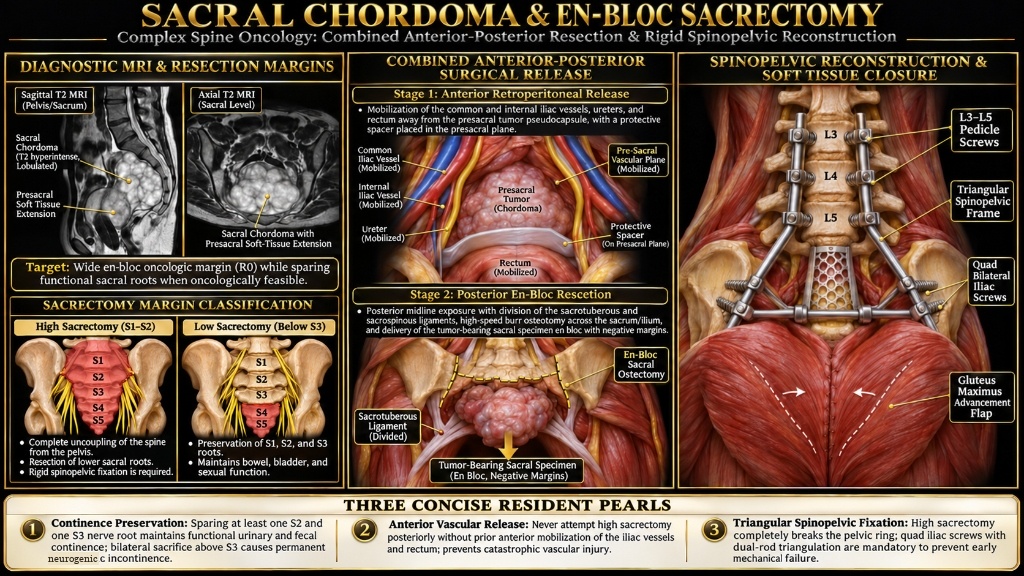 SACRAL CHORDOMA & EN-BLOC SACRECTOMY
Complex Spine Oncology: Combined Anterior-Posterior Resection & Rigid Spinopelvic Reconstruction
DIAGNOSTIC MRI & RESECTION MARGINS
Sagittal T2 MRI
(Pelvis/Sacrum)
Axial T2 MRI
(Sacral Level)
Sacral
Chordoma
(T2 hyperintense,
Lobulated)
Presacral
Soft Tissue
Extension
Sacral Chordoma with
Presacral Soft-Tissue Extension
Target: Wide en-bloc oncologic margin (R0) while sparing
functional sacral roots when oncologically feasible.
SACRECTOMY MARGIN CLASSIFICATION
High Sacrectomy (S1–S2)
S1
S2
S3
S4
S5
• Complete uncoupling of the spine
from the pelvis.
• Resection of lower sacral roots.
• Rigid spinopelvic fixation is required.
Low Sacrectomy (Below S3)
S1
S2
S3
S4
S5
• Preservation of S1, S2, and S3
roots.
• Maintains bowel, bladder, and
sexual function.
COMBINED ANTERIOR-POSTERIOR
SURGICAL RELEASE
Stage 1: Anterior Retroperitoneal Release
• Mobilization of the common and internal iliac vessels, ureters, and
rectum away from the presacral tumor pseudocapsule, with a protective
spacer placed in the presacral plane.
Common
Iliac Vessel
(Mobilized)
Internal
Iliac Vessel
(Mobilized)
Ureter
(Mobilized)
Presacral
Tumor
(Chordoma)
Rectum
(Mobilized)
Pre-Sacral
Vascular Plane
(Mobilized)
Protective
Spacer
(On Presacral Plane)
Stage 2: Posterior En-Bloc Rescetion
• Posterior midline exposure with division of the sacrotuberous and
sacrospinous ligaments, high-speed burr osteotomy across the sacrum/ilium,
and delivery of the tumor-bearing sacral specimen en bloc with negative margins.
En-Bloc
Sacral
Ostectomy
Sacrotuberous
Ligament
(Divided)
Tumor-Bearing Sacral Specimen
(En Bloc, Negative Margins)
SPINOPELVIC RECONSTRUCTION &
SOFT TISSUE CLOSURE
L3
L4
L5
L3–L5
Pedicle
Screws
Triangular
Spinopelvic
Frame
Quad
Bilateral
Iliac
Screws
Gluteus
Maximus
Advancement
Flap
THREE CONCISE RESIDENT PEARLS
1 Continence Preservation: Sparing at least one S2 and
one S3 nerve root maintains functional urinary and fecal
continence; bilateral sacrifice above S3 causes permanent
neurogenic c incontinence.
2 Anterior Vascular Release: Never attempt high sacrectomy
posteriorly without prior anterior mobilization of the iliac vessels
and rectum; prevents catastrophic vascular injury.
3 Triangular Spinopelvic Fixation: High sacrectomy
completely breaks the pelvic ring; quad iliac screws with
dual-rod triangulation are mandatory to prevent early
mechanical failure.